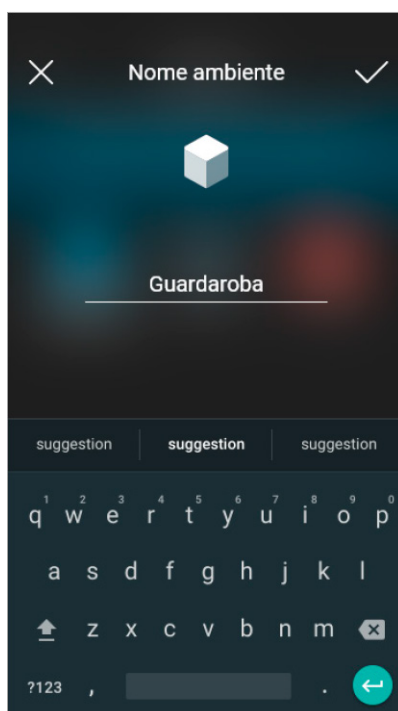 Nome ambiente
Guardaroba
suggestion suggestion suggestion
1 2 3 4 5 6 7 8 9 0
q w e r t y u i o p
a s d f g h j k l
z x c v b n m
?123 , .